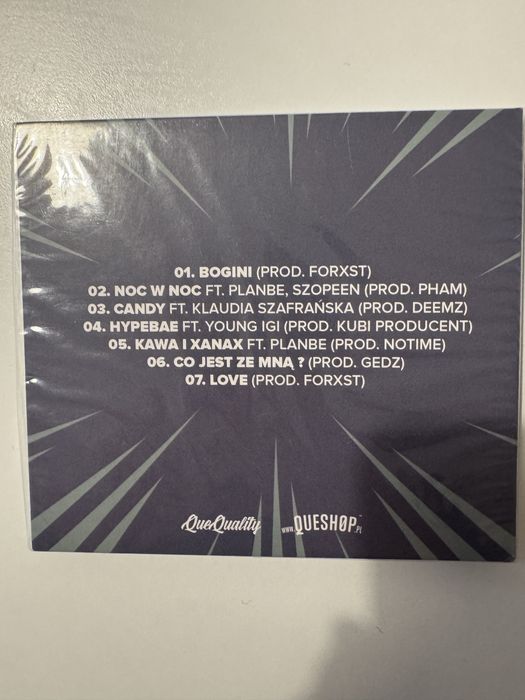 01. BOGINI (PROD. FORXST)
02. NOC W NOC FT. PLANBE, SZOPEEN (PROD. PHAM)
03. CANDY FT. KLAUDIA SZAFRAŃSKA (PROD. DEEMZ)
04. HYPEBAE FT. YOUNG IGI (PROD. KUBI PRODUCENT)
05. KAWA I XANAX FT. PLANBE (PROD. NOTIME)
06. CO JEST ZE MNĄ ? (PROD. GEDZ)
07. LOVE (PROD. FORXST)
QueQuality www.QUESHØP.PL